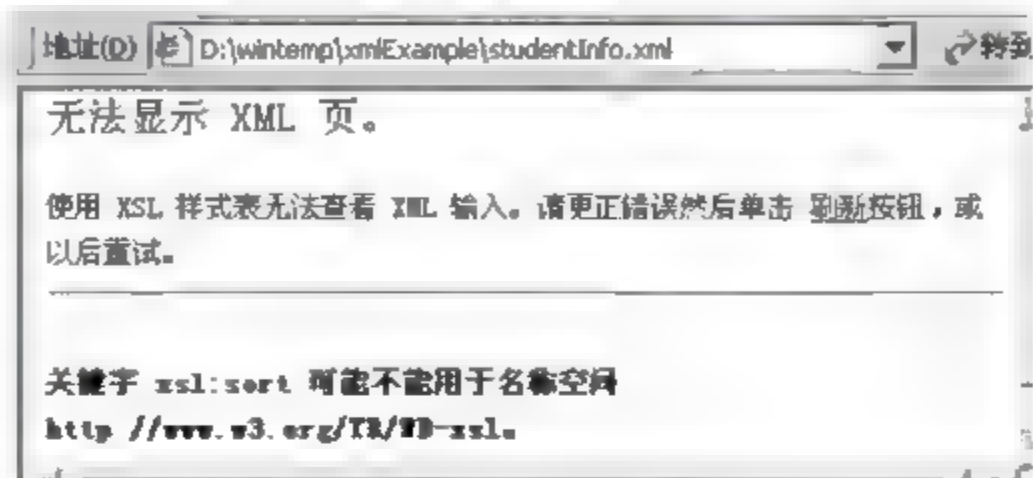 地址(D) D:\wintemp\xmlExample\studentInfo.xml 转到
无法显示 XML 页。
使用 XSL 样式表无法查看 XML 输入。请更正错误然后单击 刷新按钮，或
以后重试。
关键字 xsl:sort 可能不能用于名称空间
http //www.w3.org/TR/WD-xsl。